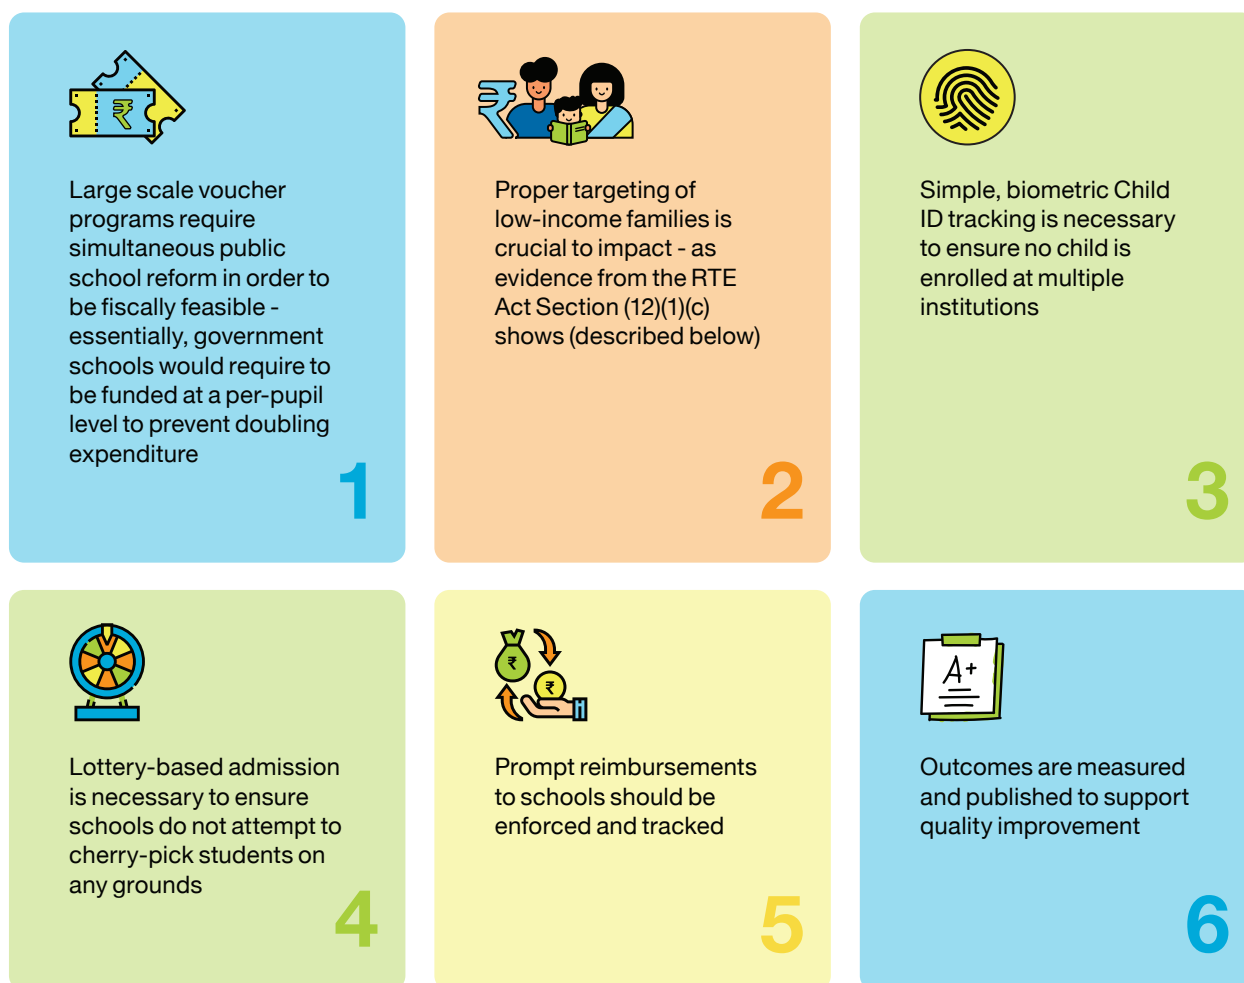 Large scale voucher
programs require
simultaneous public
school reform in order to
be fiscally feasible -
essentially, government
schools would require to
be funded at a per-pupil
level to prevent doubling
expenditure
1
Proper targeting of
low-income families is
crucial to impact - as
evidence from the RTE
Act Section (12)(1)(c)
shows (described below)
2
Simple, biometric Child
ID tracking is necessary
to ensure no child is
enrolled at multiple
institutions
3
Lottery-based admission
is necessary to ensure
schools do not attempt to
cherry-pick students on
any grounds
4
Prompt reimbursements
to schools should be
enforced and tracked
5
A+
Outcomes are measured
and published to support
quality improvement
6